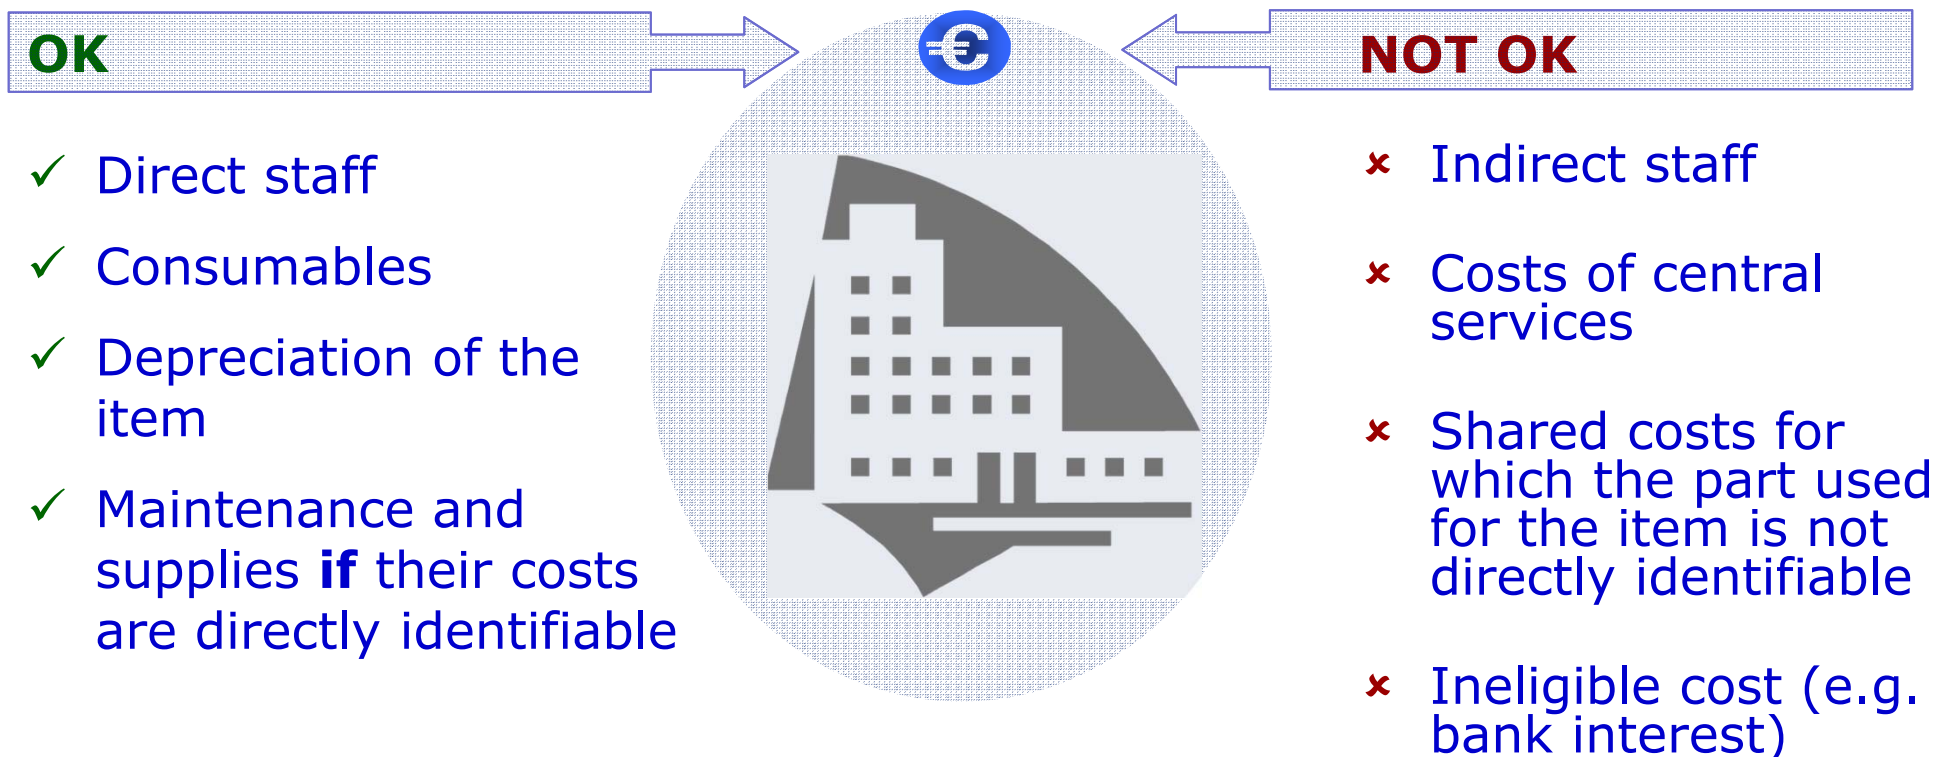 OK
✓ Direct staff
✓ Consumables
✓ Depreciation of the
item
✓ Maintenance and
supplies if their costs
are directly identifiable
€
NOT OK
✗ Indirect staff
✗ Costs of central
services
✗ Shared costs for
which the part used
for the item is not
directly identifiable
✗ Ineligible cost (e.g.
bank interest)